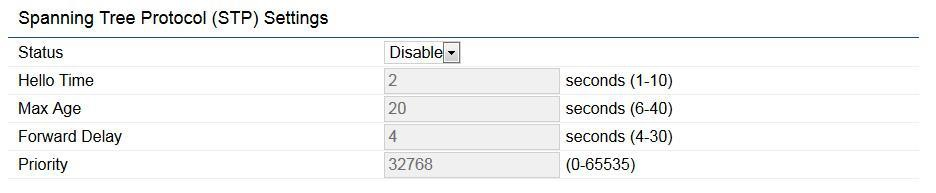 Spanning Tree Protocol (STP) Settings
Status Disable
Hello Time 2 seconds (1-10)
Max Age 20 seconds (6-40)
Forward Delay 4 seconds (4-30)
Priority 32768 (0-65535)